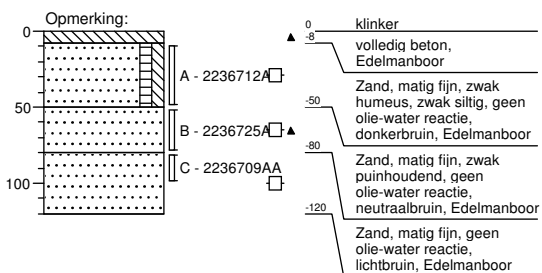 Opmerking:
0
50
100
A - 2236712AA
B - 2236725A
C - 2236709AA
0
klinker
-8
volledig beton,
Edelmanboor
-50
Zand, matig fijn, zwak
humeus, zwak siltig, geen
olie-water reactie,
donkerbruin, Edelmanboor
-80
Zand, matig fijn, zwak
puinhoudend, geen
olie-water reactie,
neutraalbruin, Edelmanboor
-120
Zand, matig fijn, geen
olie-water reactie,
lichtbruin, Edelmanboor